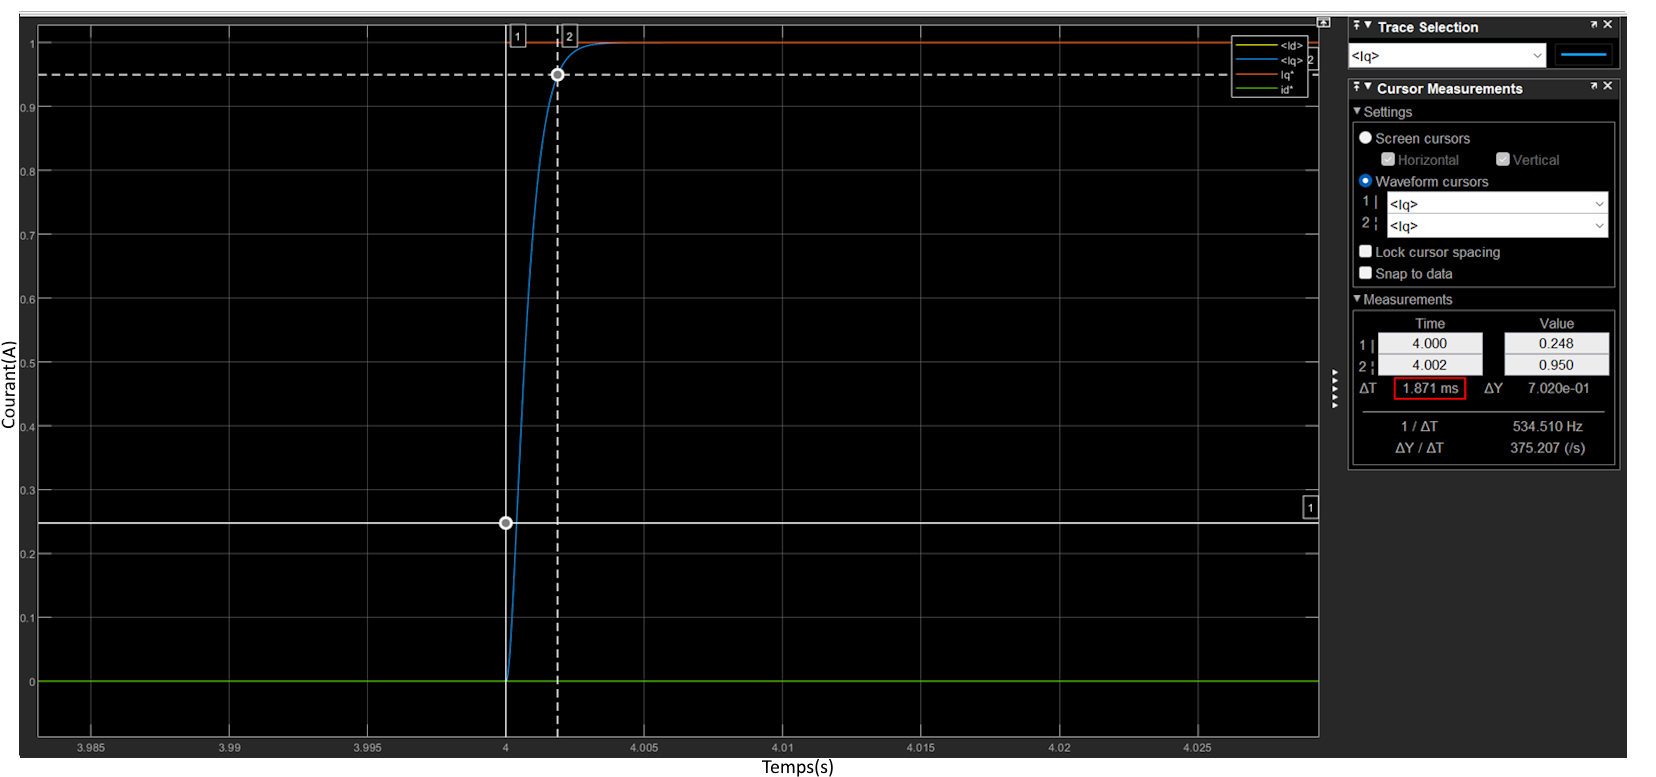 1
2
<Id>
<Iq>
Iq*
id*
2
1
1
0.9
0.8
0.7
0.6
0.5
0.4
0.3
0.2
0.1
0
3.985
3.99
3.995
4
4.005
4.01
4.015
4.02
4.025
Courant(A)
Temps(s)
Trace Selection
<Iq>
Cursor Measurements
Settings
Screen cursors
Horizontal Vertical
Waveform cursors
1 | <Iq>
2 ¦ <Iq>
Lock cursor spacing
Snap to data
Measurements
Time Value
1 | 4.000 0.248
2 ¦ 4.002 0.950
ΔT 1.871 ms ΔY 7.020e-01
1 / ΔT 534.510 Hz
ΔY / ΔT 375.207 (/s)